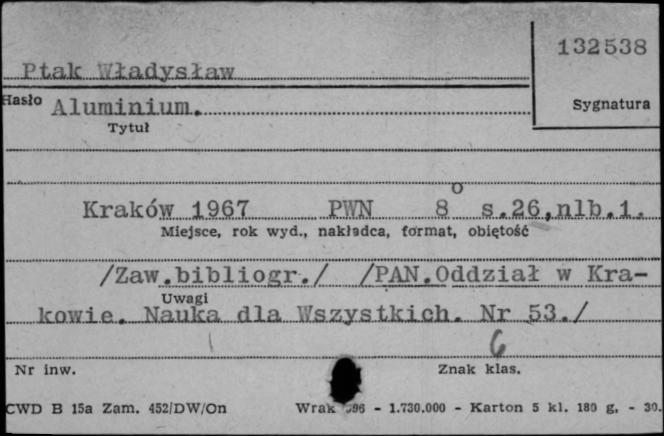 132538
Ptak Władysław
Hasło Aluminium.
Sygnatura
Tytuł
Kraków 1967 PWN 8o s.26,nlb.1.
Miejsce, rok wyd., nakładca, format, objętość
/Zaw.bibliogr./ /PAN.Oddział w Kra-
Uwagi
kowie. Nauka dla Wszystkich. Nr 53./
6
Nr inw.
Znak klas.
CWD B 15a Zam. 452/DW/On Wrak - 1.730.000 - Karton 5 kl. 180 g. - 30.